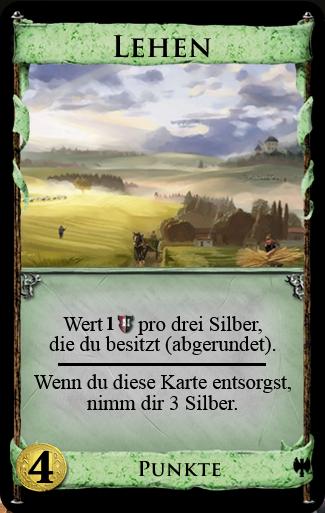 LEHEN
Wert 1 pro drei Silber,
die du besitzt (abgerundet).
Wenn du diese Karte entsorgst,
nimm dir 3 Silber.
4
PUNKTE